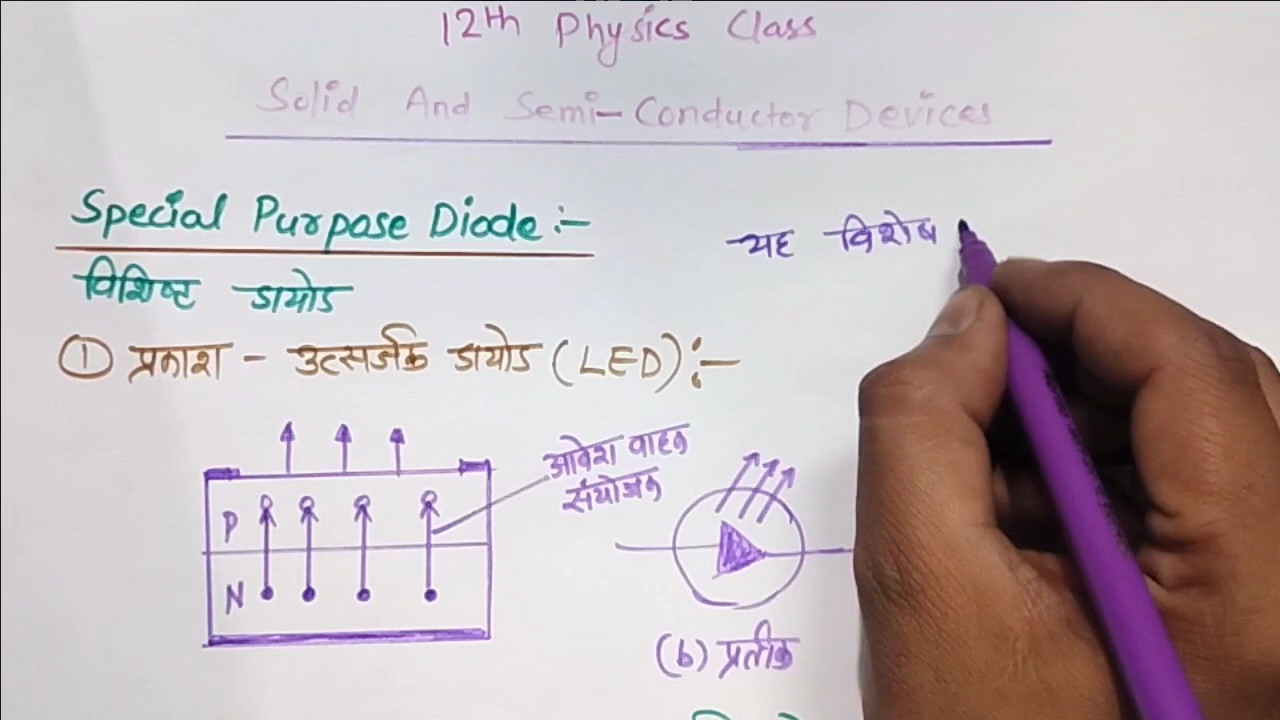 12th Physics Class
Solid And Semi-Conductor Devices
Special Purpose Diode:-
यह विशेष
विशिष्ट डायोड
① प्रकाश - उत्सर्जक डायोड (LED):-
आवेश वाहक
संयोजक
P
N
(b) प्रतीक